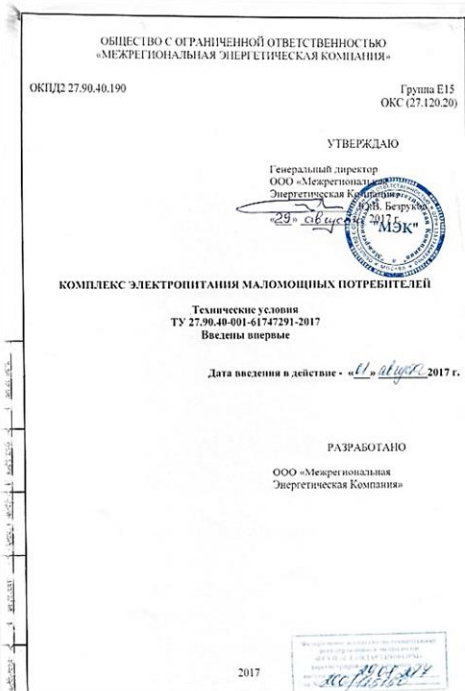 ОБЩЕСТВО С ОГРАНИЧЕННОЙ ОТВЕТСТВЕННОСТЬЮ
«МЕЖРЕГИОНАЛЬНАЯ ЭНЕРГЕТИЧЕСКАЯ КОМПАНИЯ»
ОКПД2 27.90.40.190
Группа Е15
ОКС (27.120.20)
УТВЕРЖДАЮ
Генеральный директор
ООО «Межрегиональная
Энергетическая Компания»
Безруков
«29» августа 2017 г.
"МЭК"
КОМПЛЕКС ЭЛЕКТРОПИТАНИЯ МАЛОМОЩНЫХ ПОТРЕБИТЕЛЕЙ
Технические условия
ТУ 27.90.40-001-61747291-2017
Введены впервые
Дата введения в действие - «01» август 2017 г.
РАЗРАБОТАНО
ООО «Межрегиональная
Энергетическая Компания»
2017